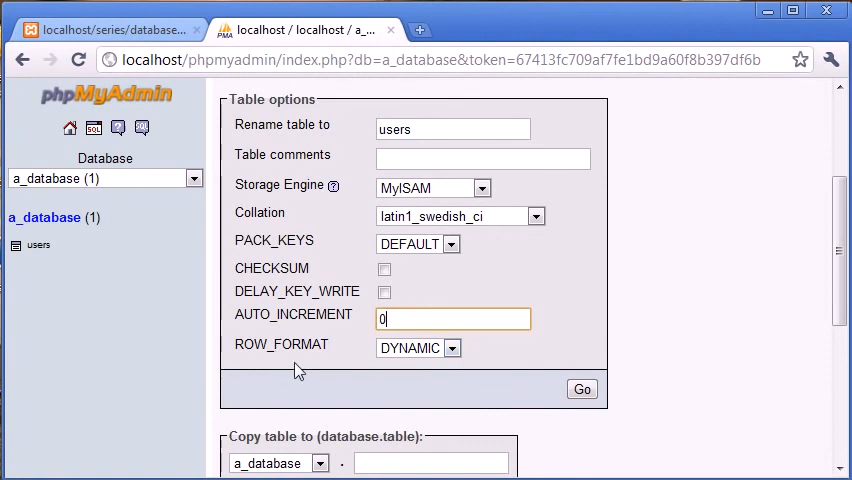 localhost/series/database...
localhost / localhost / a_...
localhost/phpmyadmin/index.php?db=a_database&token=67413fc709af7fe1bd9a60f8b397df6b
phpMyAdmin
SQL
Database
a_database (1)
a_database (1)
users
Table options
Rename table to users
Table comments
Storage Engine MyISAM
Collation latin1_swedish_ci
PACK_KEYS DEFAULT
CHECKSUM
DELAY_KEY_WRITE
AUTO_INCREMENT 0
ROW_FORMAT DYNAMIC
Go
Copy table to (database.table):
a_database .